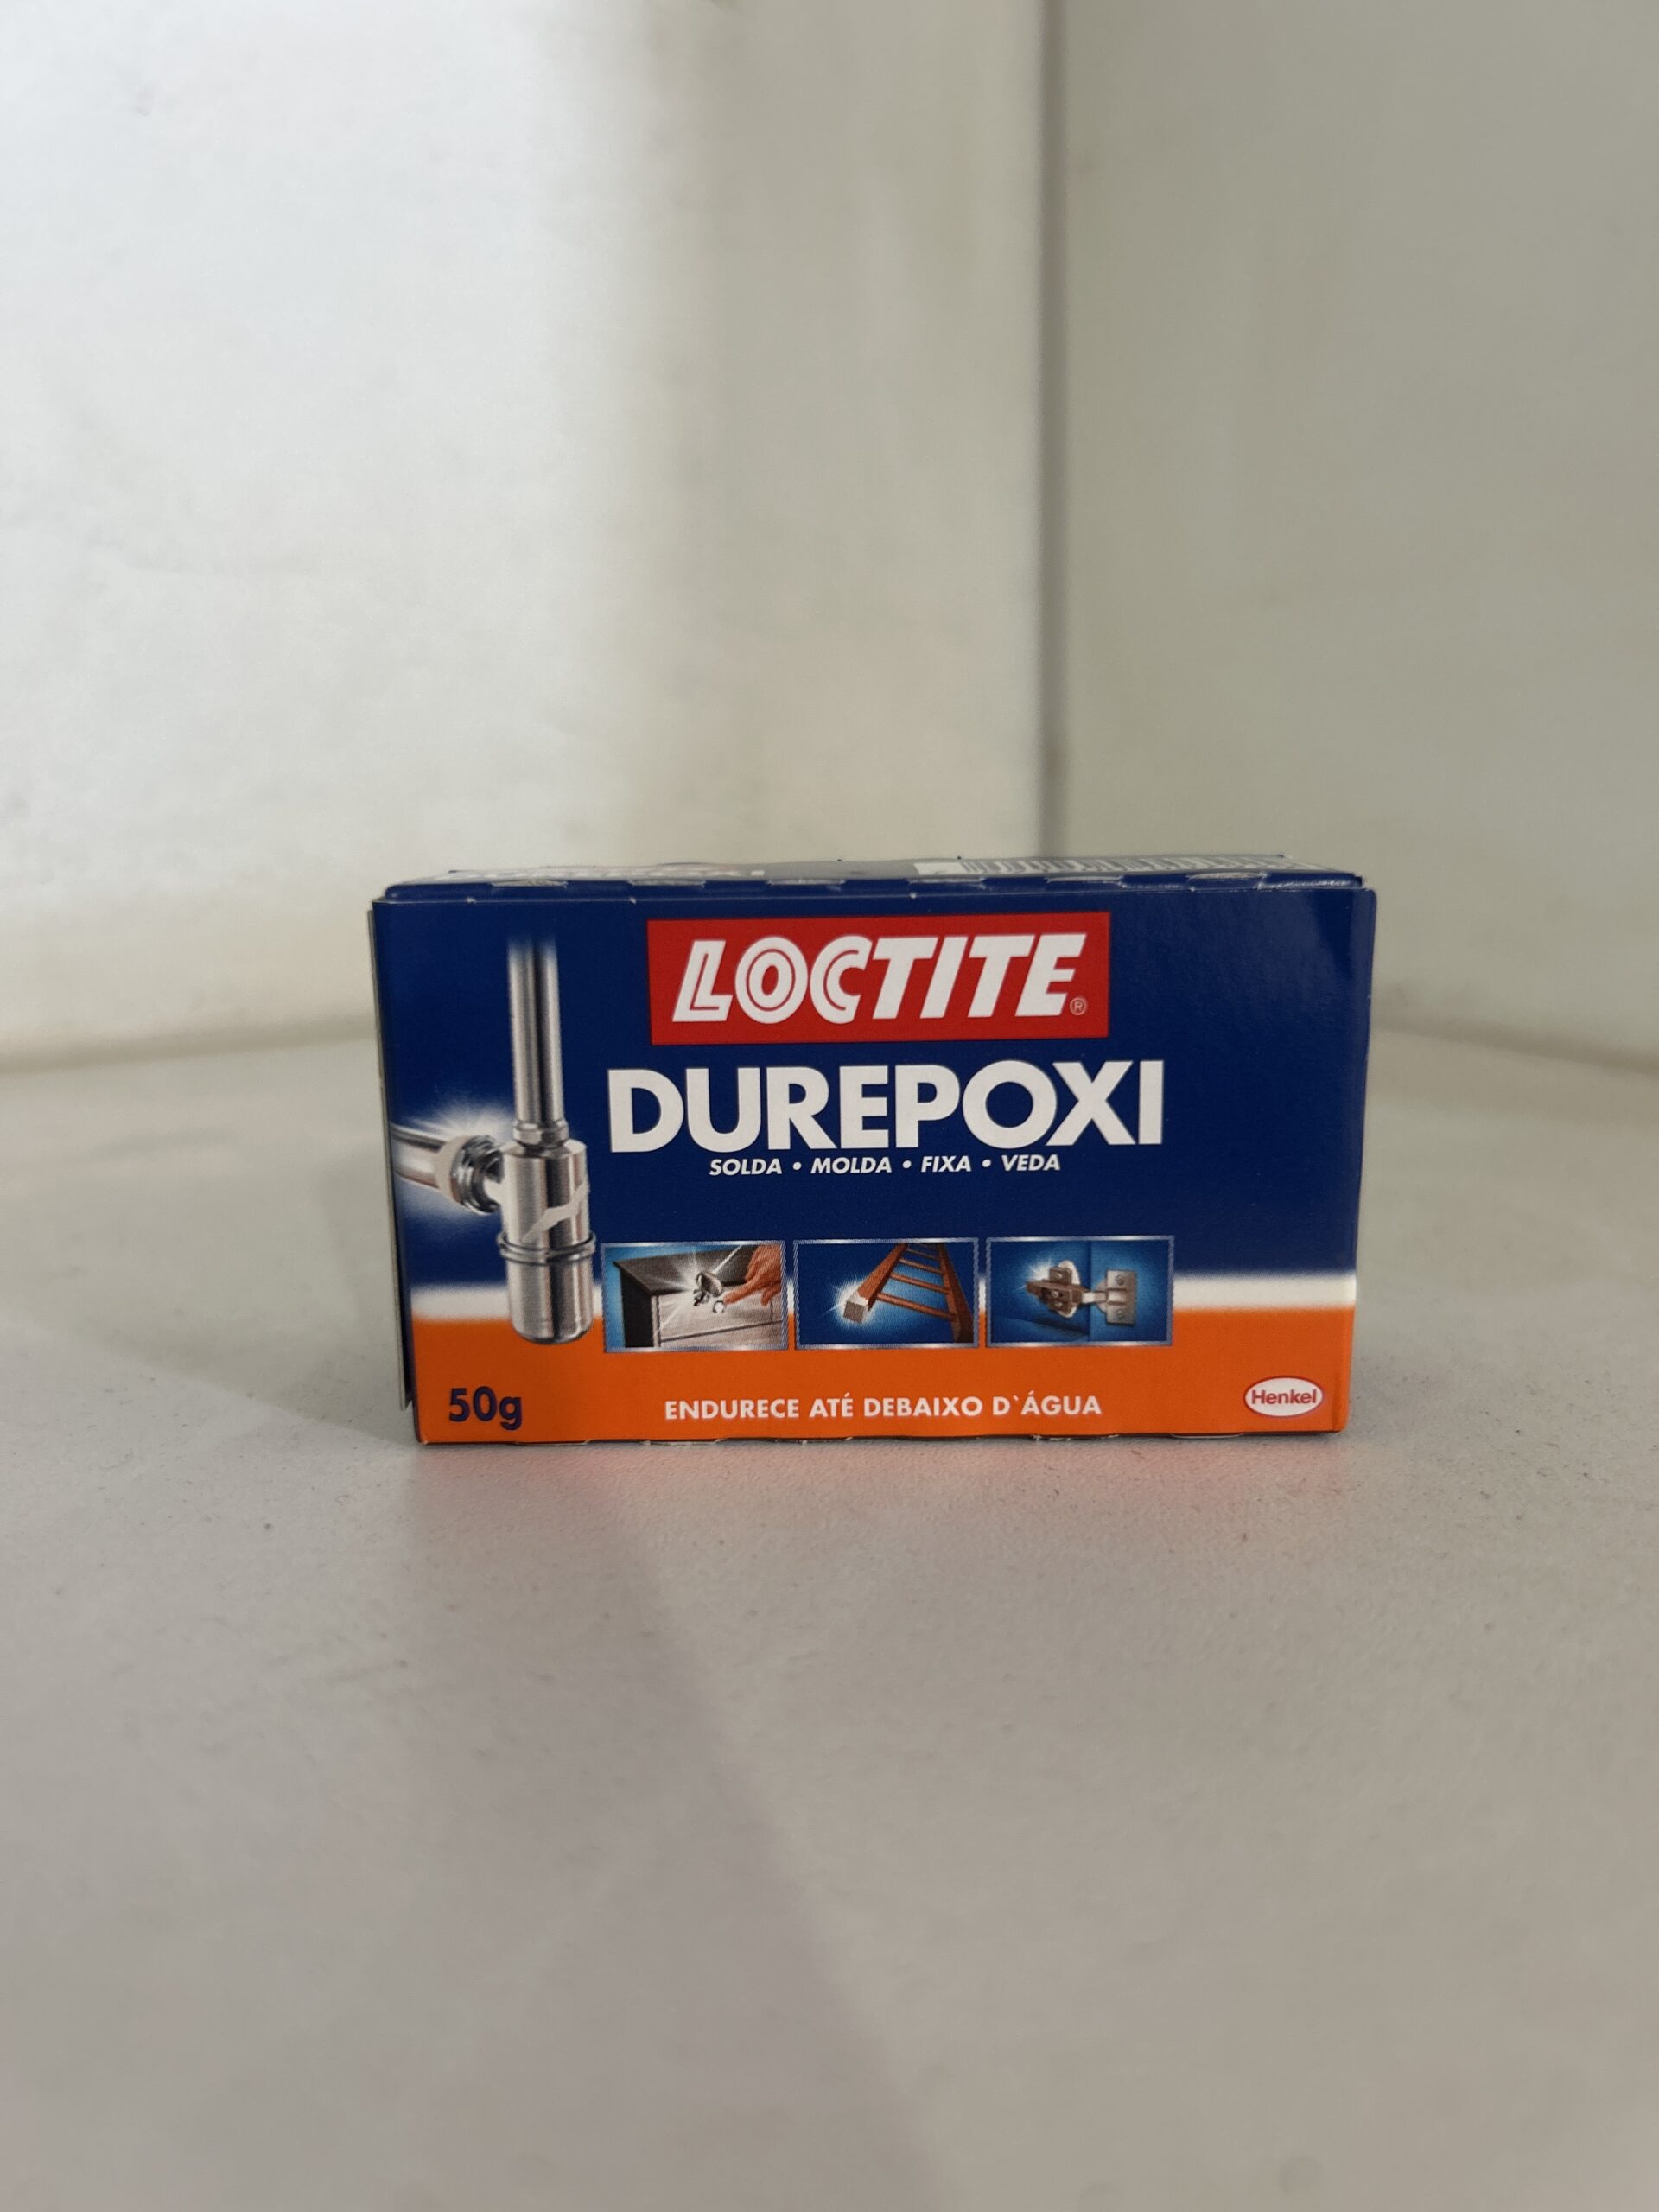 LOCTITE®
DUREPOXI
SOLDA • MOLDA • FIXA • VEDA
50g
ENDURECE ATÉ DEBAIXO D`ÁGUA
Henkel